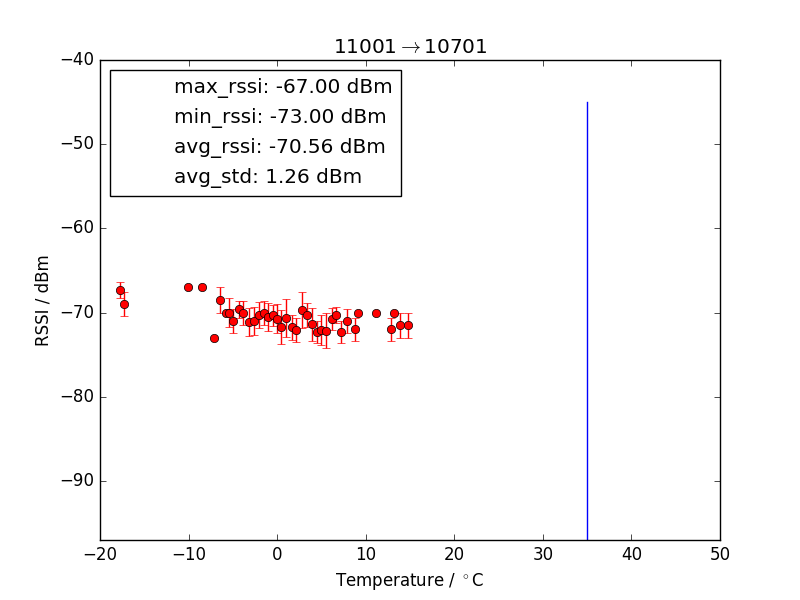 11001→10701
max_rssi: -67.00 dBm
min_rssi: -73.00 dBm
avg_rssi: -70.56 dBm
avg_std: 1.26 dBm
−40
−50
−60
−70
−80
−90
RSSI / dBm
−20 −10 0 10 20 30 40 50
Temperature / °C